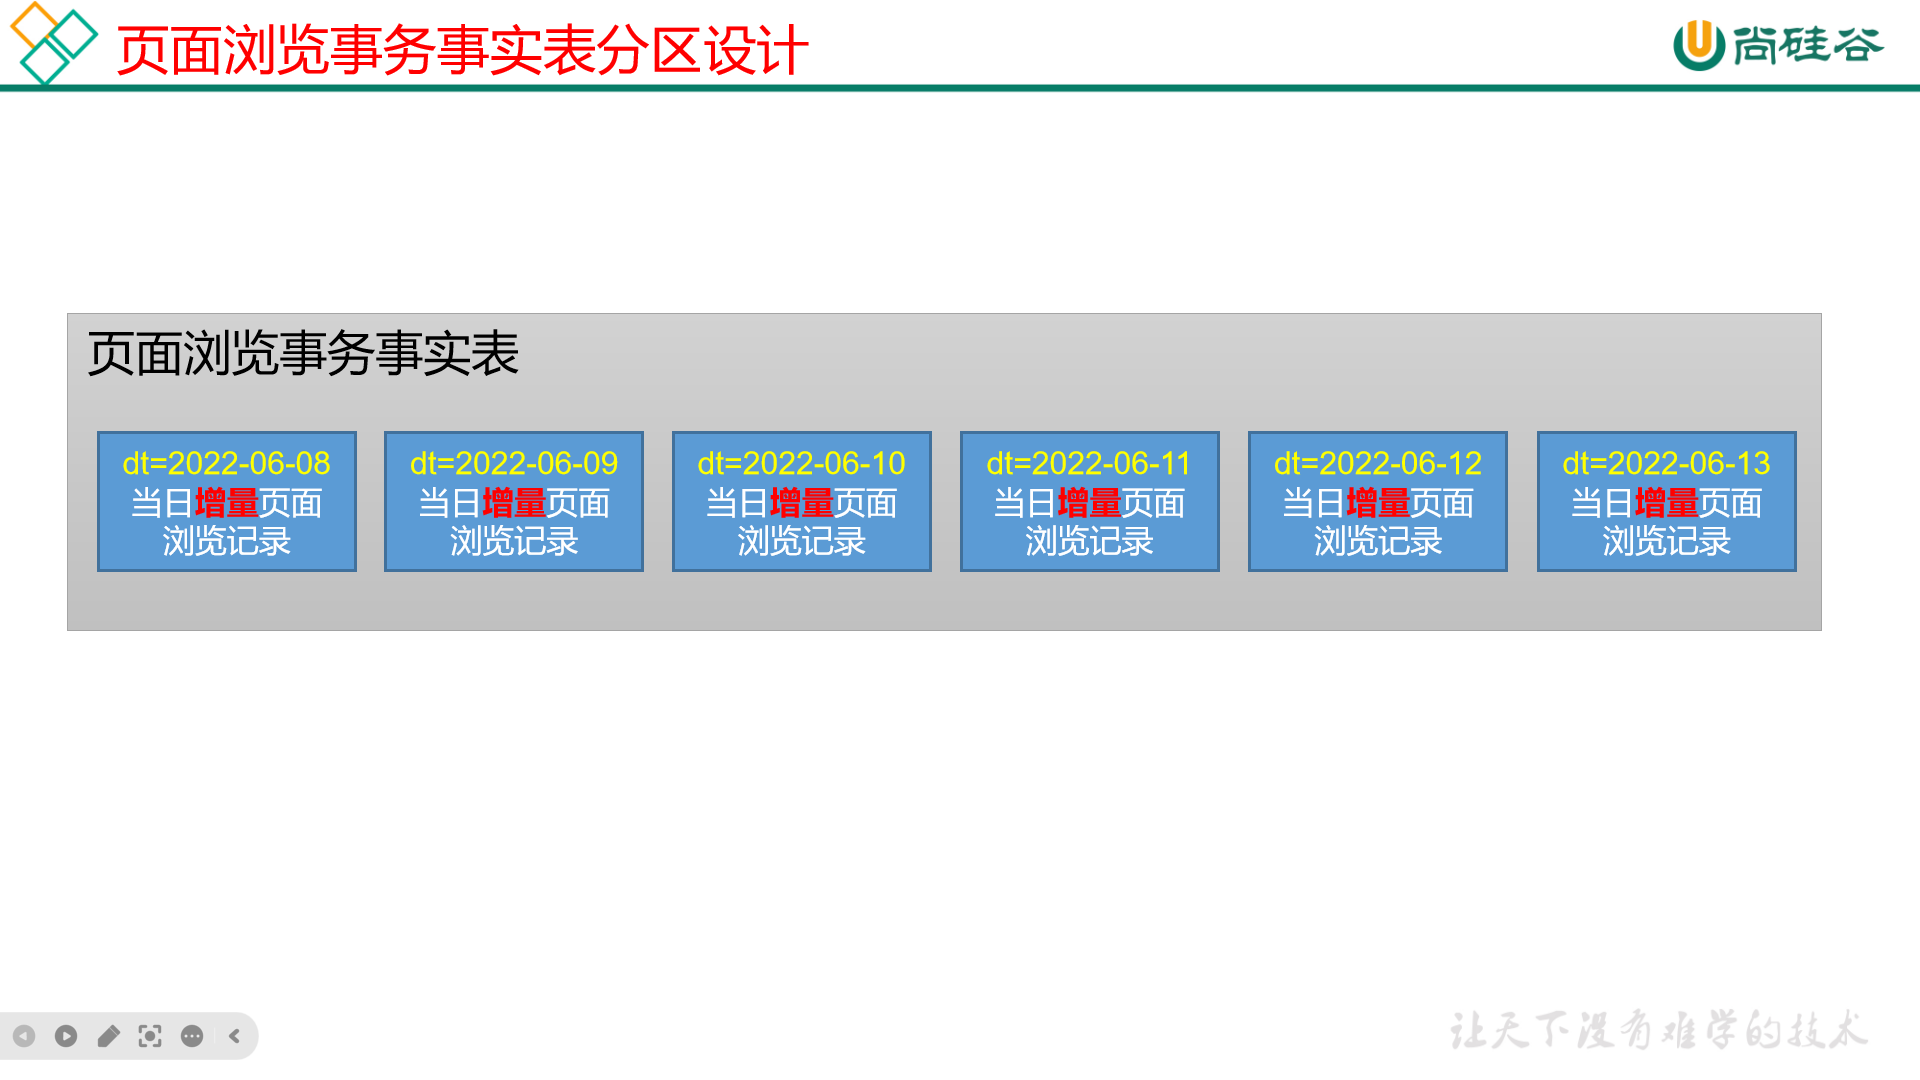 页面浏览事务事实表分区设计
尚硅谷
页面浏览事务事实表
dt=2022-06-08
当日增量页面
浏览记录
dt=2022-06-09
当日增量页面
浏览记录
dt=2022-06-10
当日增量页面
浏览记录
dt=2022-06-11
当日增量页面
浏览记录
dt=2022-06-12
当日增量页面
浏览记录
dt=2022-06-13
当日增量页面
浏览记录
让天下没有难学的技术